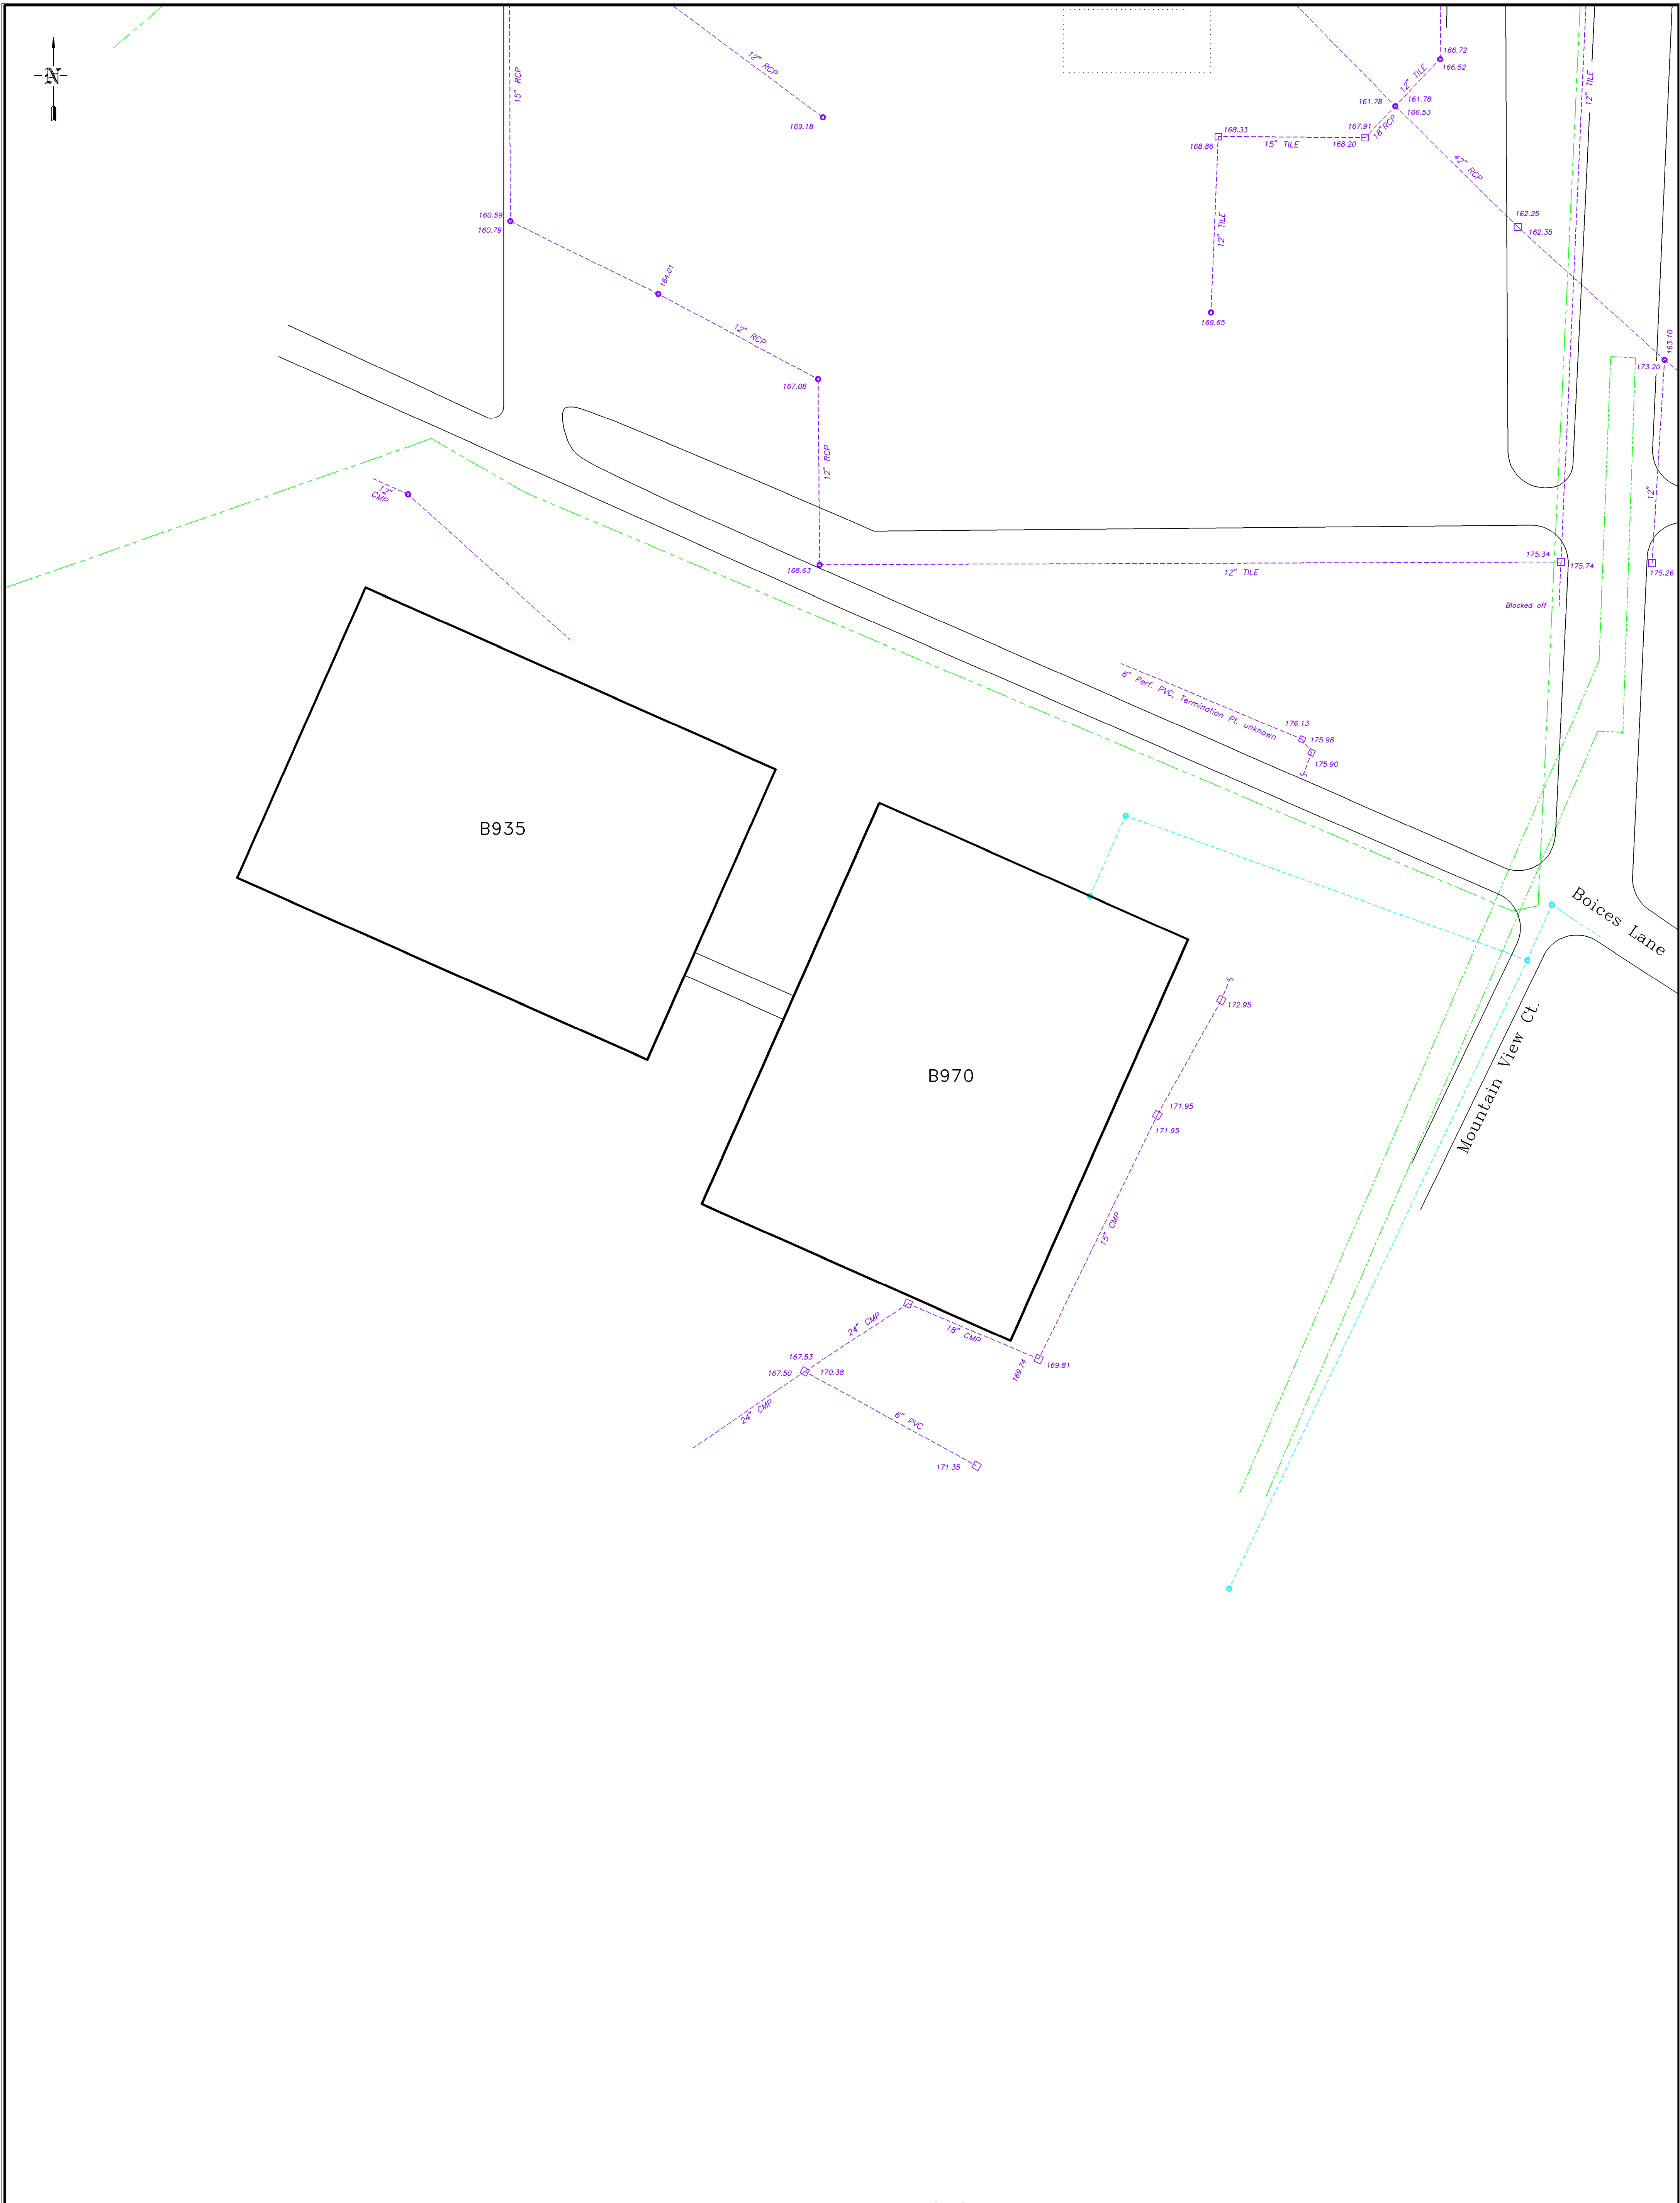 N
15" RCP
12" RCP
169.18
166.72
166.52
12" TILE
161.78
161.78
166.53
18"RCP
167.91
168.20
168.33
168.86
15" TILE
12" TILE
12" TILE
42" RCP
160.59
160.79
162.25
162.35
164.01
169.65
12" RCP
163.10
173.20
167.08
12" RCP
12"
12"
CMP
168.63
12" TILE
175.34
175.74
175.26
Blocked off
6" Perf. PVC, Termination Pt. unknown
176.13
175.98
175.90
B935
Boices Lane
172.95
Mountain View Ct.
B970
171.95
171.95
15" CMP
24" CMP
18" CMP
167.53
167.50
170.38
169.74
169.81
24" CMP
6" PVC
171.35